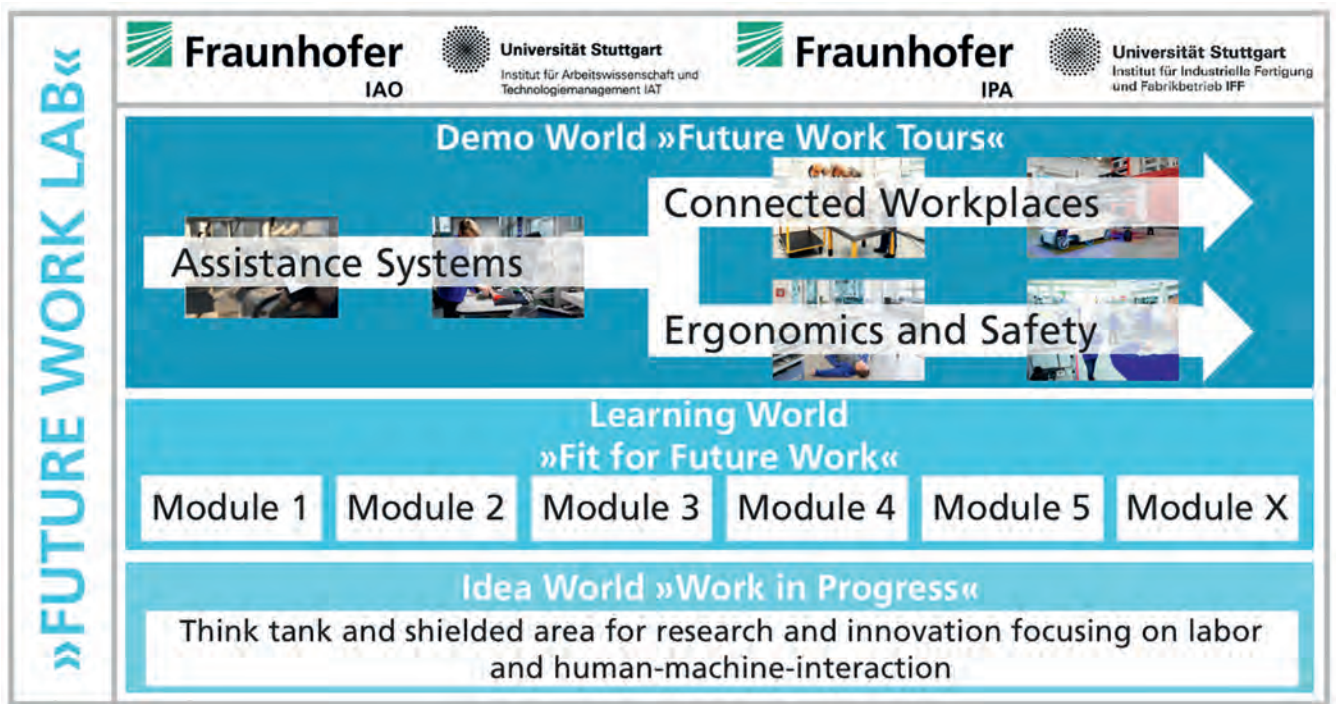 »FUTURE WORK LAB«
Fraunhofer
IAO
Universität Stuttgart
Institut für Arbeitswissenschaft und
Technologiemanagement IAT
Fraunhofer
IPA
Universität Stuttgart
Institut für Industrielle Fertigung
und Fabrikbetrieb IFF
Demo World »Future Work Tours«
Assistance Systems
Connected Workplaces
Ergonomics and Safety
Learning World
»Fit for Future Work«
Module 1
Module 2
Module 3
Module 4
Module 5
Module X
Idea World »Work in Progress«
Think tank and shielded area for research and innovation focusing on labor
and human-machine-interaction